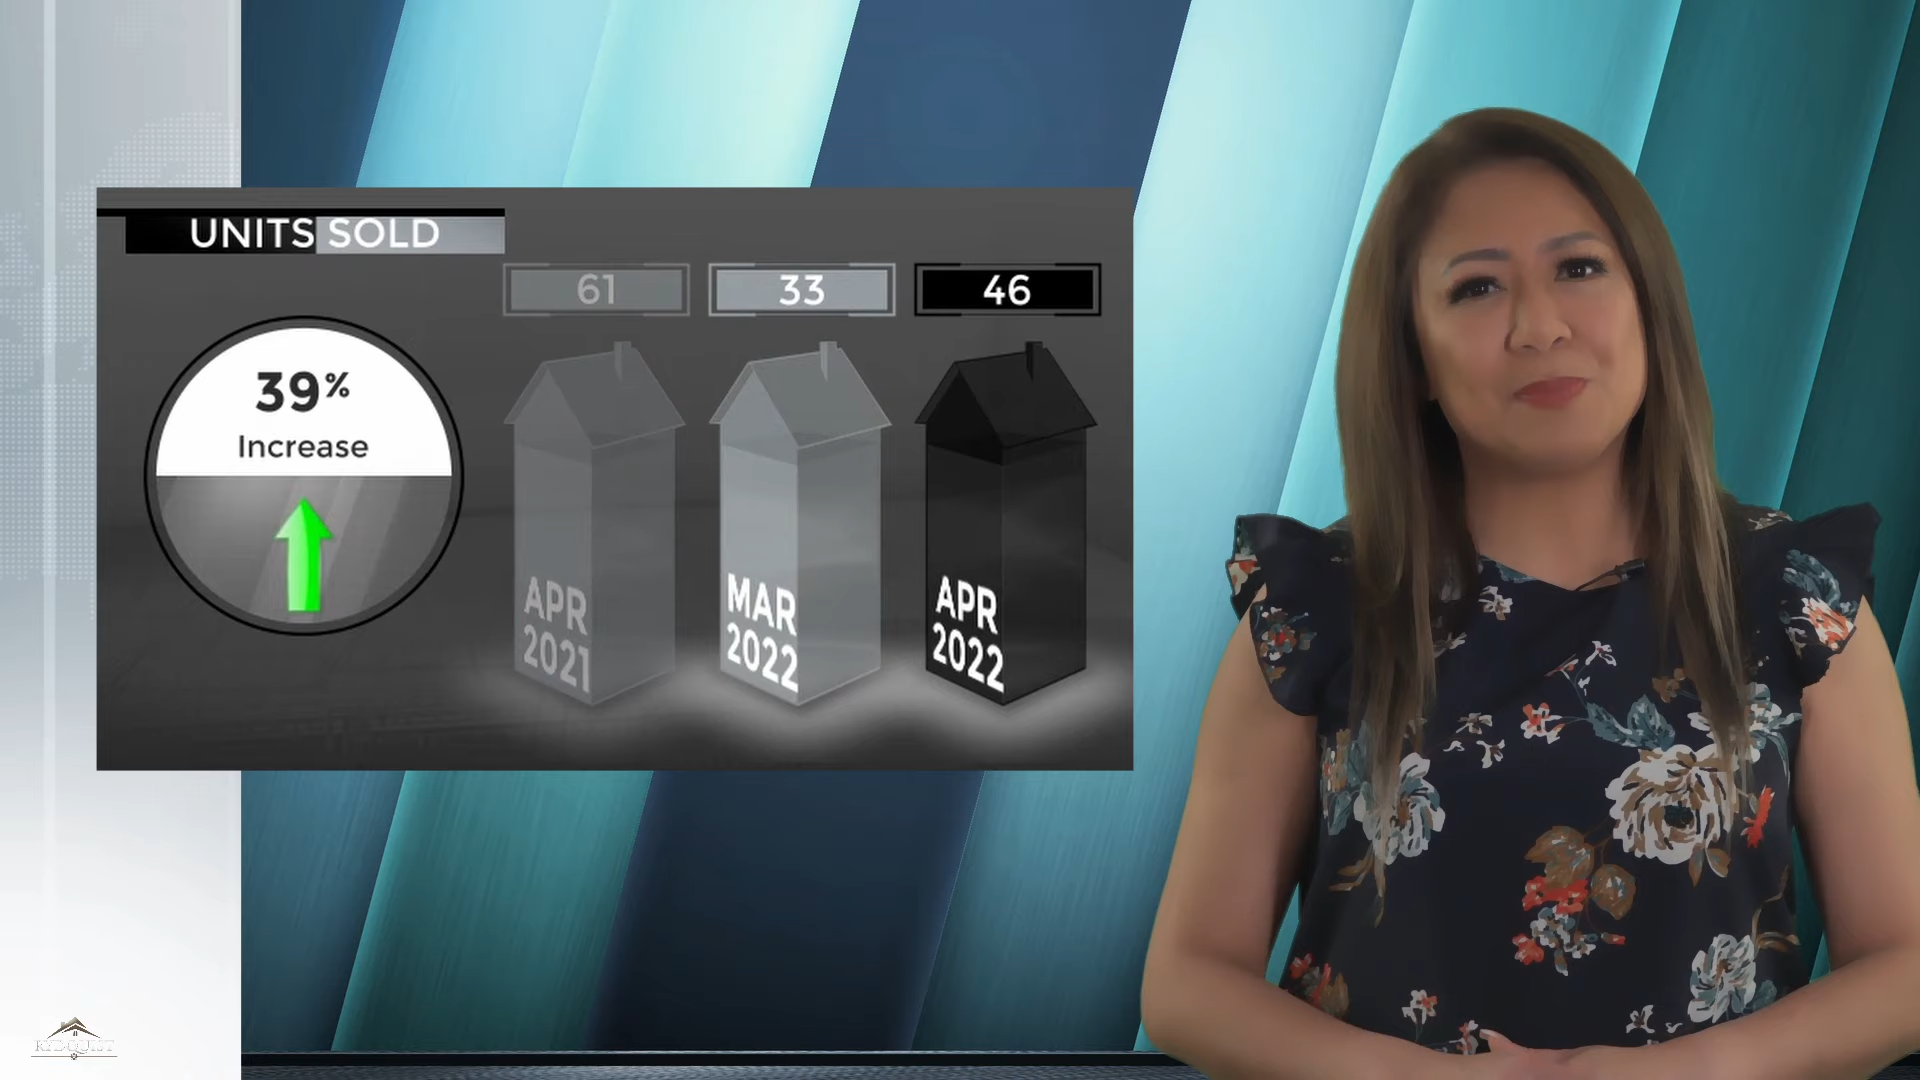 UNITS SOLD
61
33
46
39%
Increase
APR
2021
MAR
2022
APR
2022